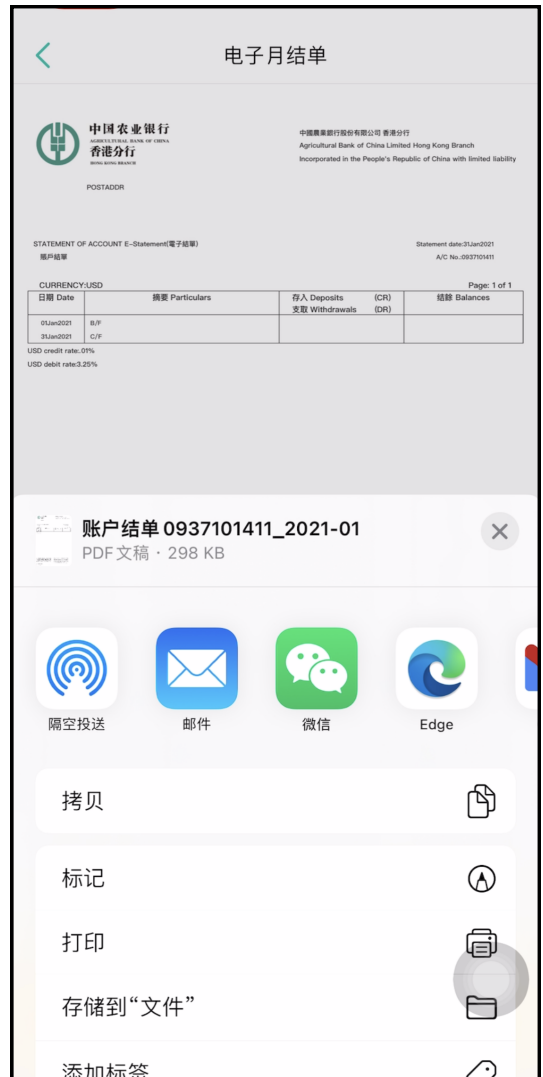 电子月结单
中国农业银行
AGRICULTURAL BANK OF CHINA
香港分行
HONG KONG BRANCH
中國農業銀行股份有限公司 香港分行
Agricultural Bank of China Limited Hong Kong Branch
Incorporated in the People's Republic of China with limited liability
POSTADDR
STATEMENT OF ACCOUNT E-Statement(電子結單)
賬戶結單
Statement date:31Jan2021
A/C No.:0937101411
CURRENCY:USD
Page: 1 of 1
日期 Date 摘要 Particulars 存入 Deposits (CR) 结餘 Balances
支取 Withdrawals (DR)
01Jan2021 B/F
31Jan2021 C/F
USD credit rate:.01%
USD debit rate:3.25%
账户结单 0937101411_2021-01
PDF 文稿 · 298 KB
隔空投送
邮件
微信
Edge
拷贝
标记
打印
存储到“文件”
添加标签